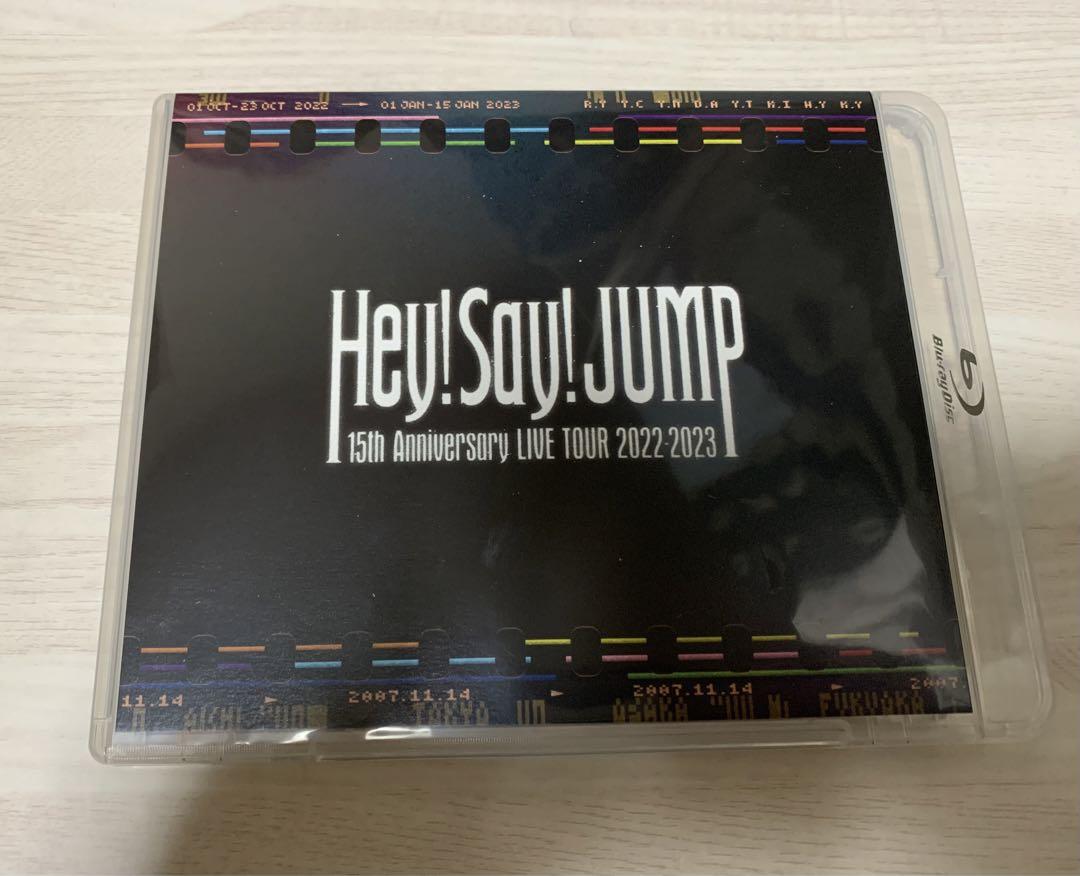 01 OCT-23 OCT 2022 → 01 JAN-15 JAN 2023
R.Y Y.C Y.N D.A Y.T K.I H.Y K.Y
Hey! Say! JUMP
15th Anniversary LIVE TOUR 2022-2023
Blu-ray Disc
11.14 2007.11.14 2007.11.14 2007.